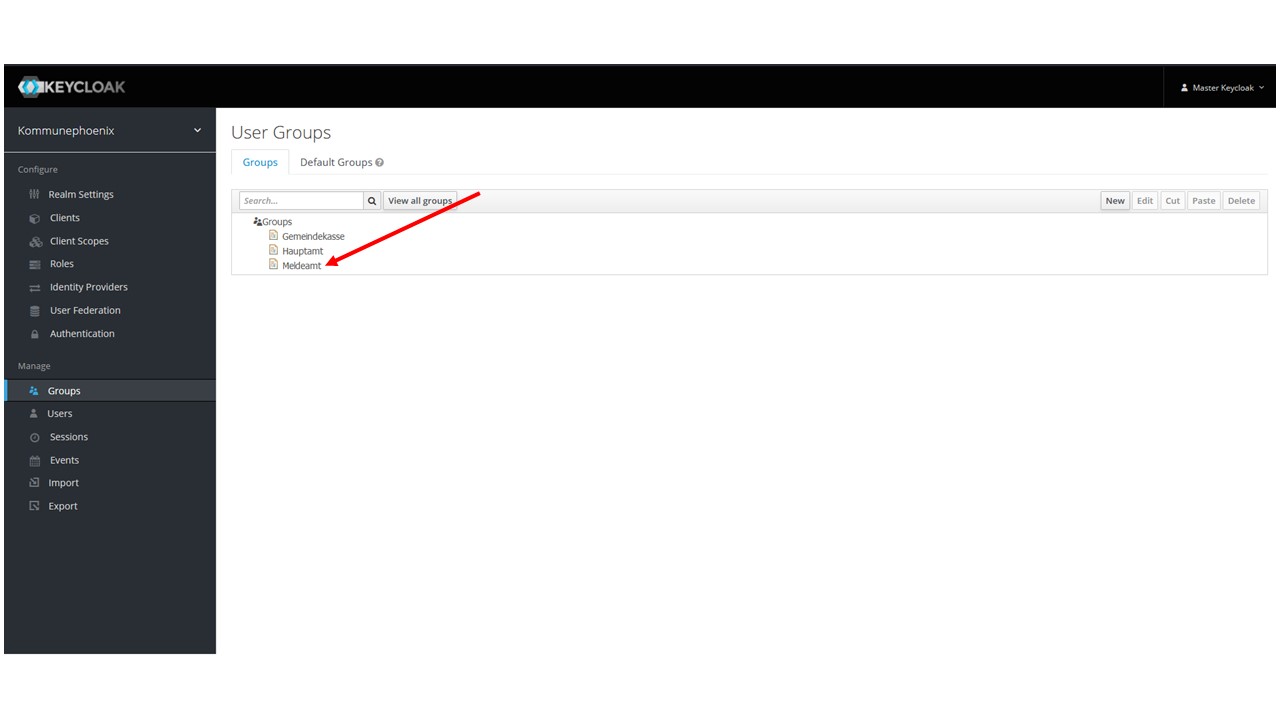 KEYCLOAK
Master Keycloak
Kommunephoenix
Configure
Realm Settings
Clients
Client Scopes
Roles
Identity Providers
User Federation
Authentication
Manage
Groups
Users
Sessions
Events
Import
Export
User Groups
Groups
Default Groups
Search...
View all groups
New
Edit
Cut
Paste
Delete
Groups
Gemeindekasse
Hauptamt
Meldeamt